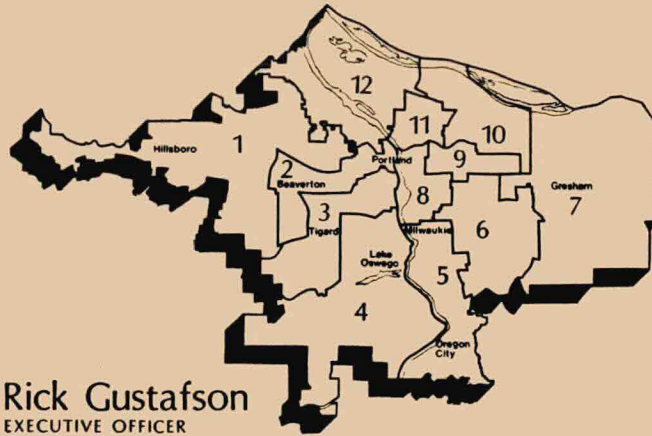 12
11
10
1
Hillsboro
Portland
9
2
Beaverton
8
Gresham
7
3
Tigard
Milwaukie
6
Lake
Oswego
5
4
Oregon
City
Rick Gustafson
EXECUTIVE OFFICER